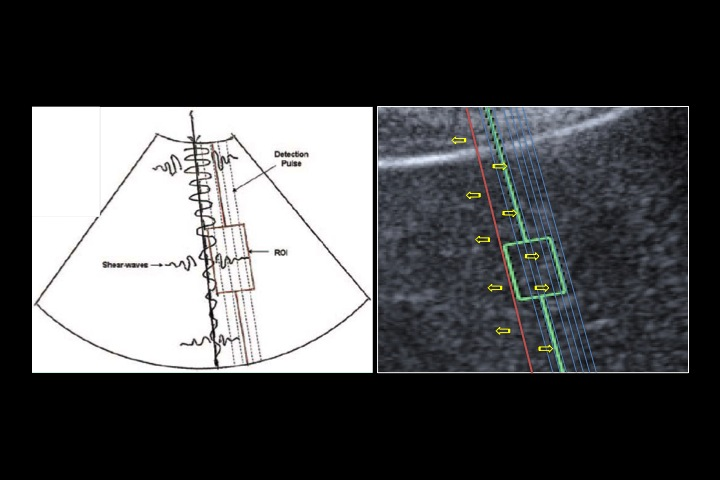 Detection
Pulse
ROI
Shear-waves